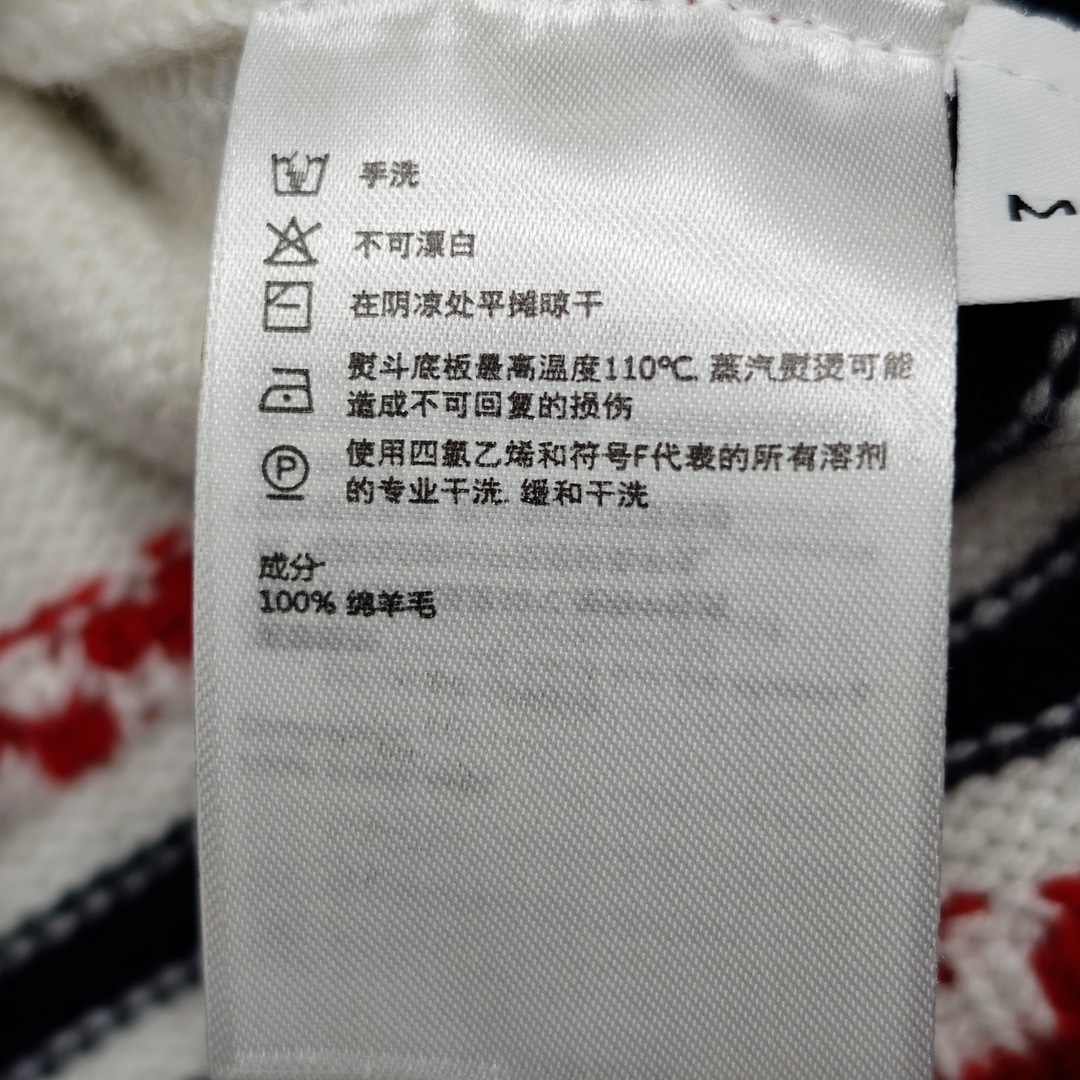 手洗
M
不可漂白
在阴凉处平摊晾干
熨斗底板最高温度110℃. 蒸汽熨烫可能
造成不可回复的损伤
P
使用四氯乙烯和符号F代表的所有溶剂
的专业干洗. 缓和干洗
成分
100% 绵羊毛